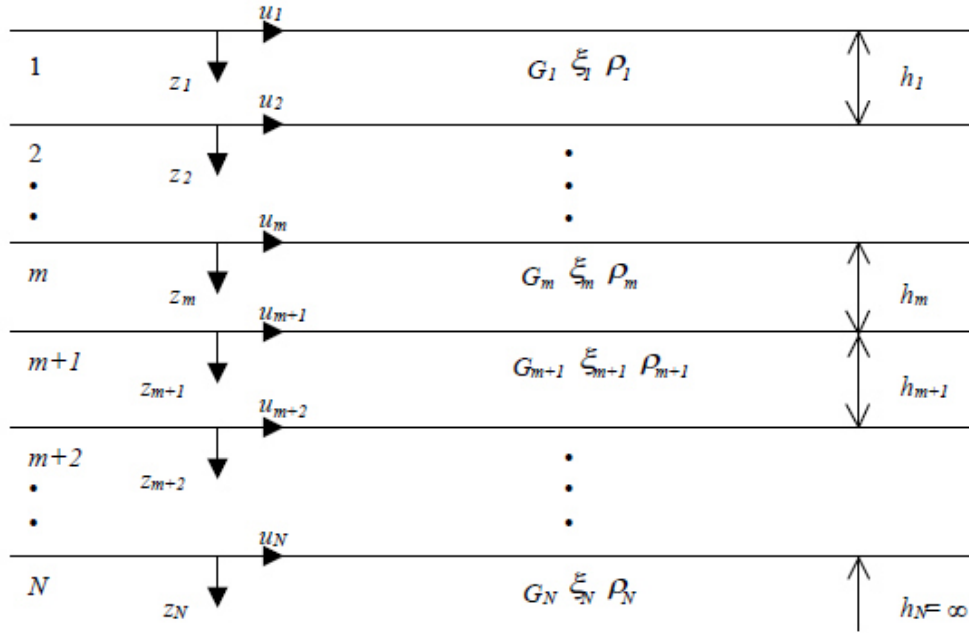 u1
1 z1 G1 ξ1 ρ1 h1
u2
2 z2
um
m zm Gm ξm ρm hm
um+1
m+1 zm+1 Gm+1 ξm+1 ρm+1 hm+1
um+2
m+2 zm+2
uN
N zN GN ξN ρN hN=∞